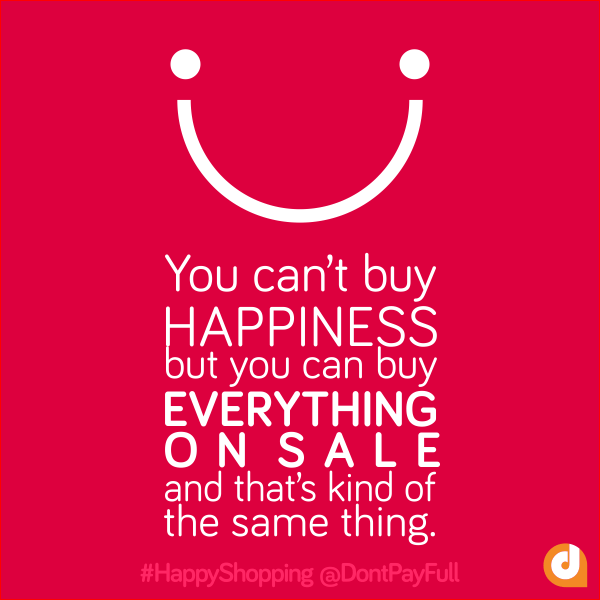 You can't buy
HAPPINESS
but you can buy
EVERYTHING
ON SALE
and that's kind of
the same thing.
#HappyShopping @DontPayFull
d